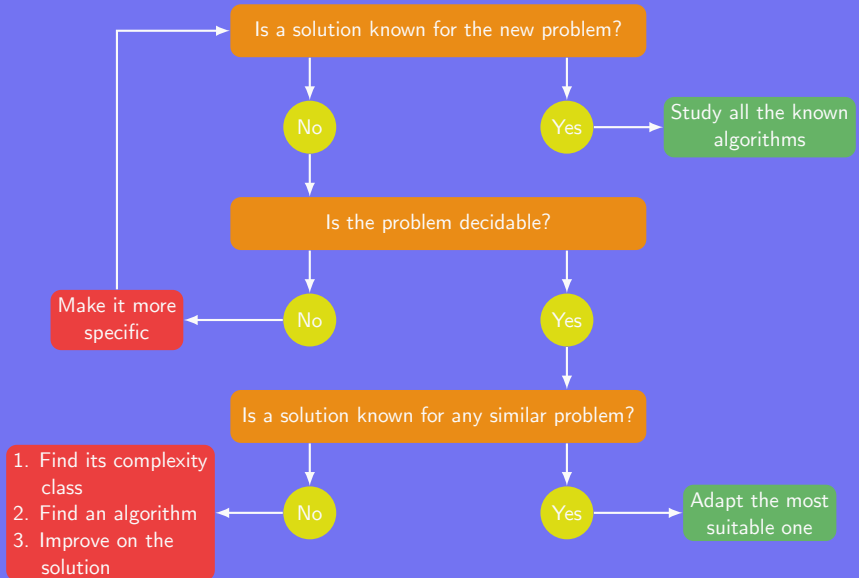 Is a solution known for the new problem?
No
Yes
Study all the known
algorithms
Is the problem decidable?
Make it more
specific
No
Yes
Is a solution known for any similar problem?
1. Find its complexity
class
2. Find an algorithm
3. Improve on the
solution
No
Yes
Adapt the most
suitable one